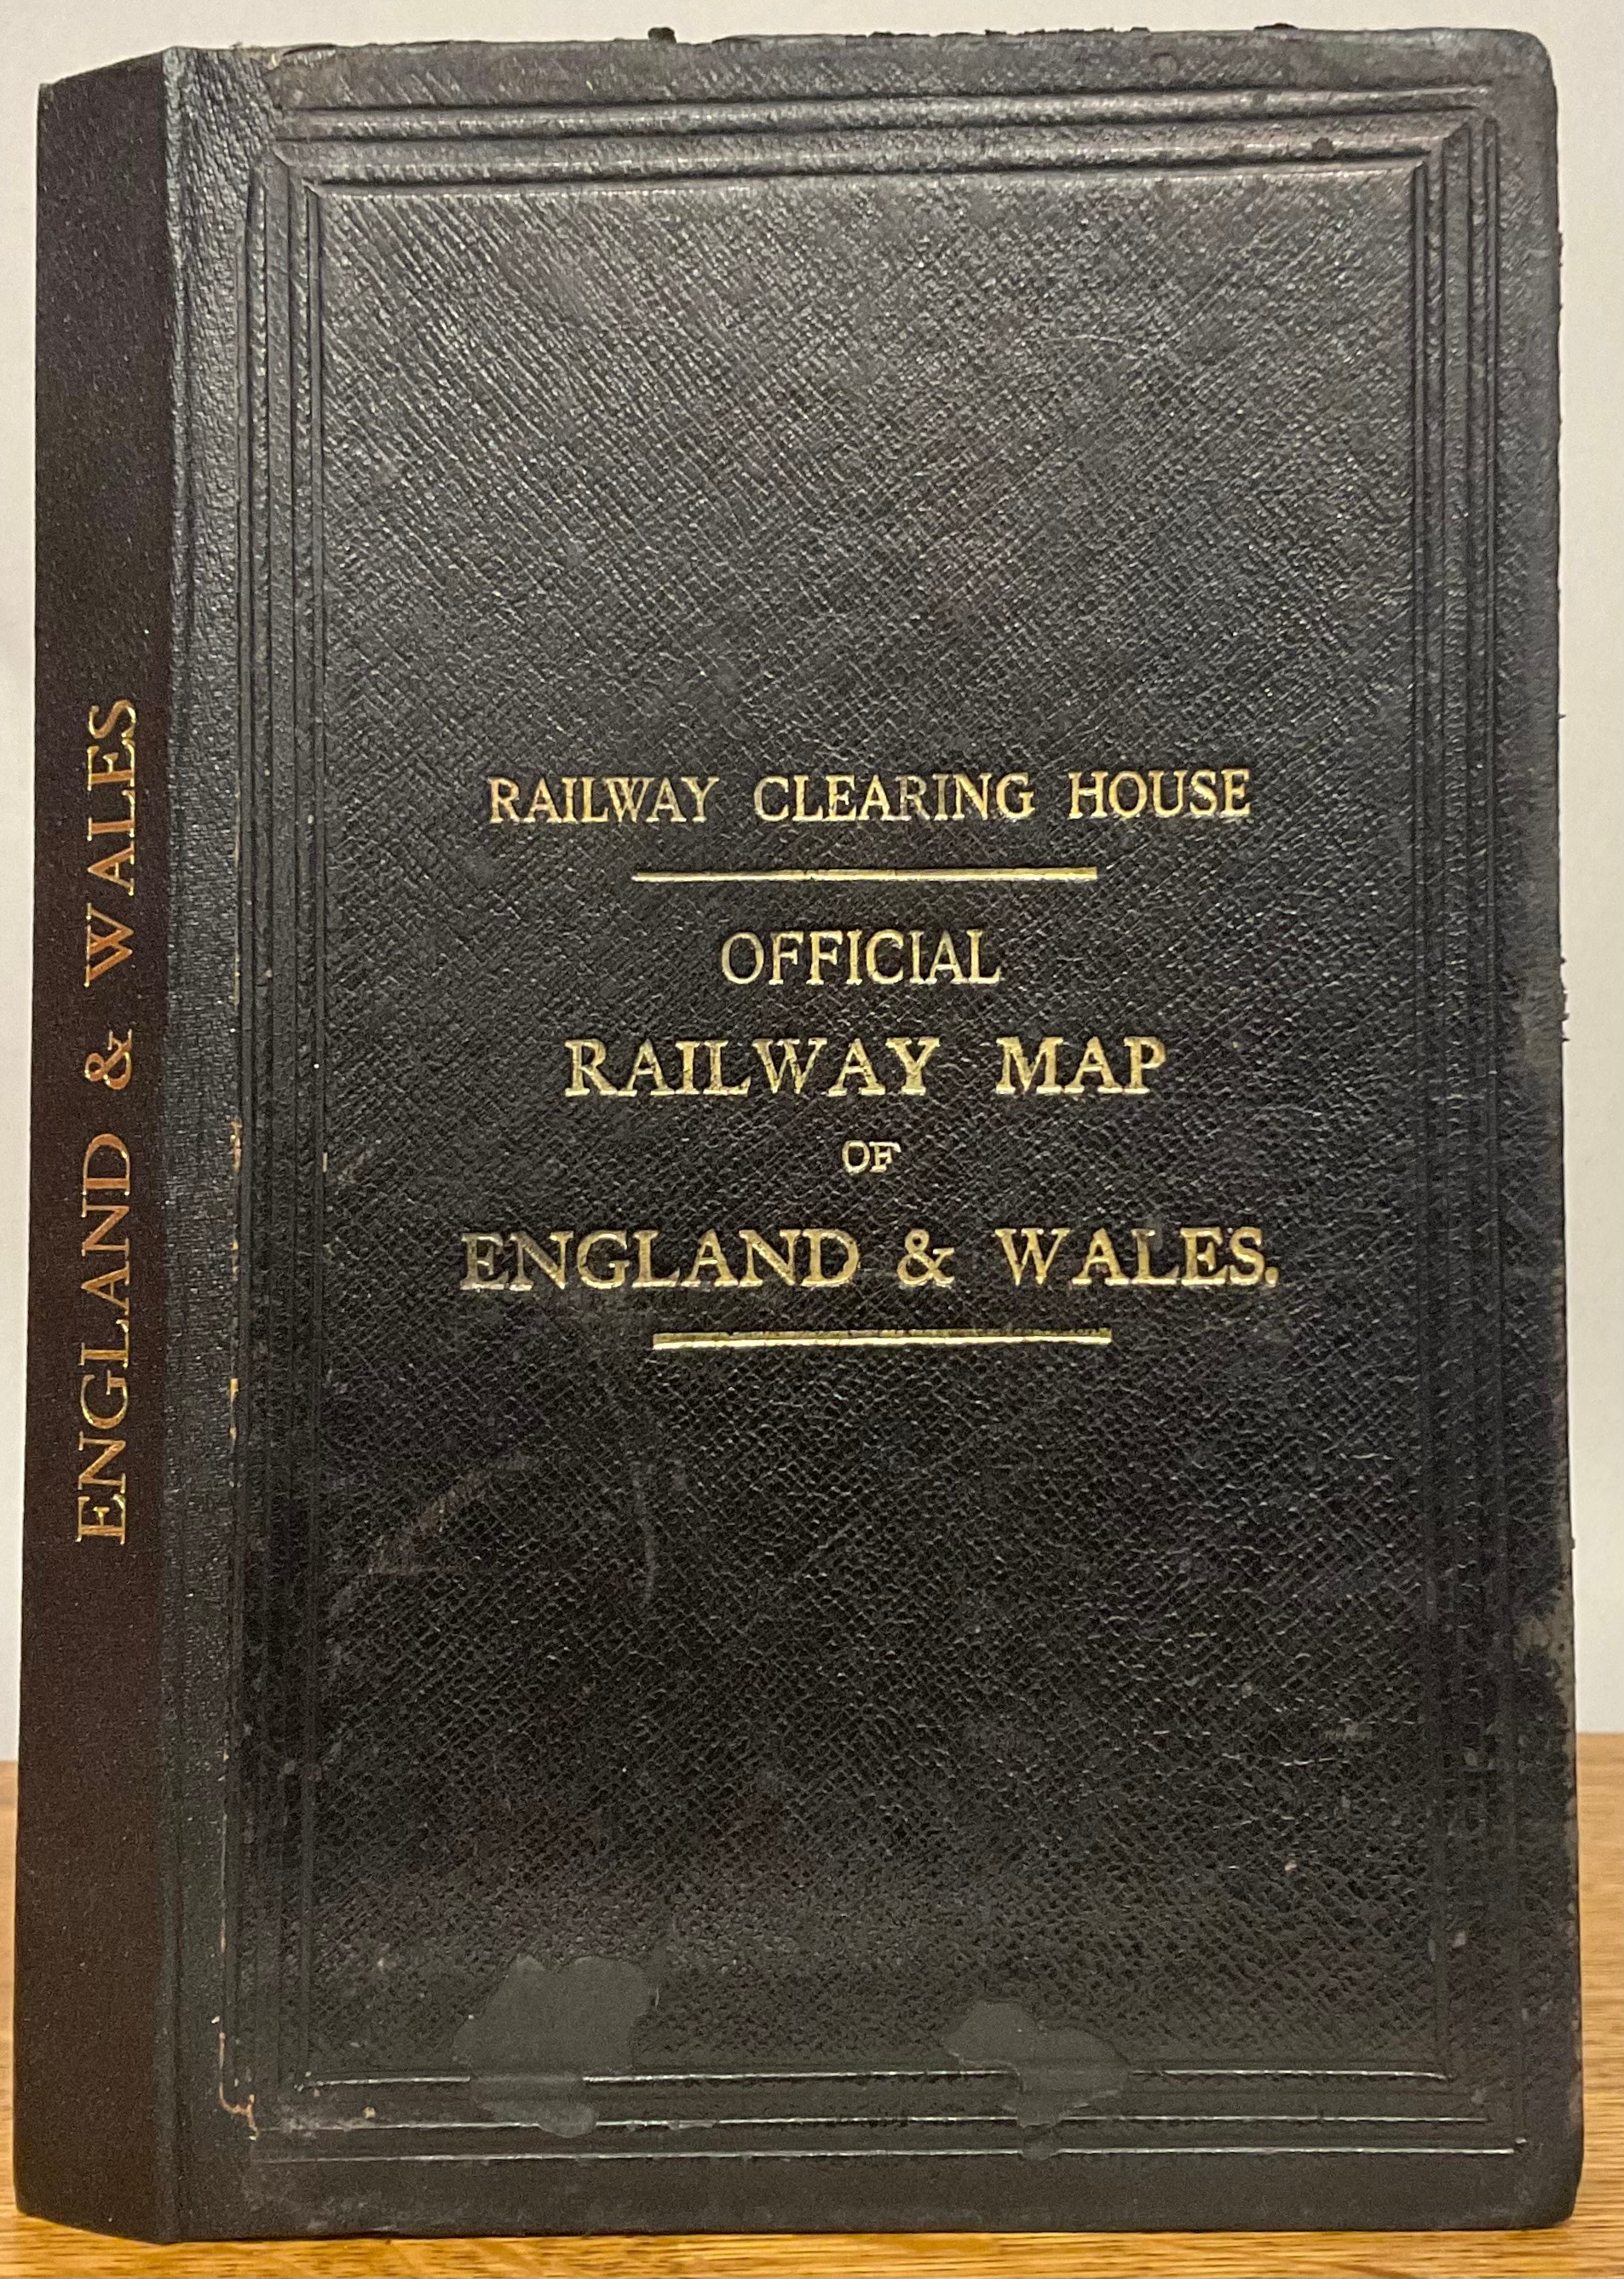 ENGLAND & WALES
RAILWAY CLEARING HOUSE
OFFICIAL
RAILWAY MAP
OF
ENGLAND & WALES.